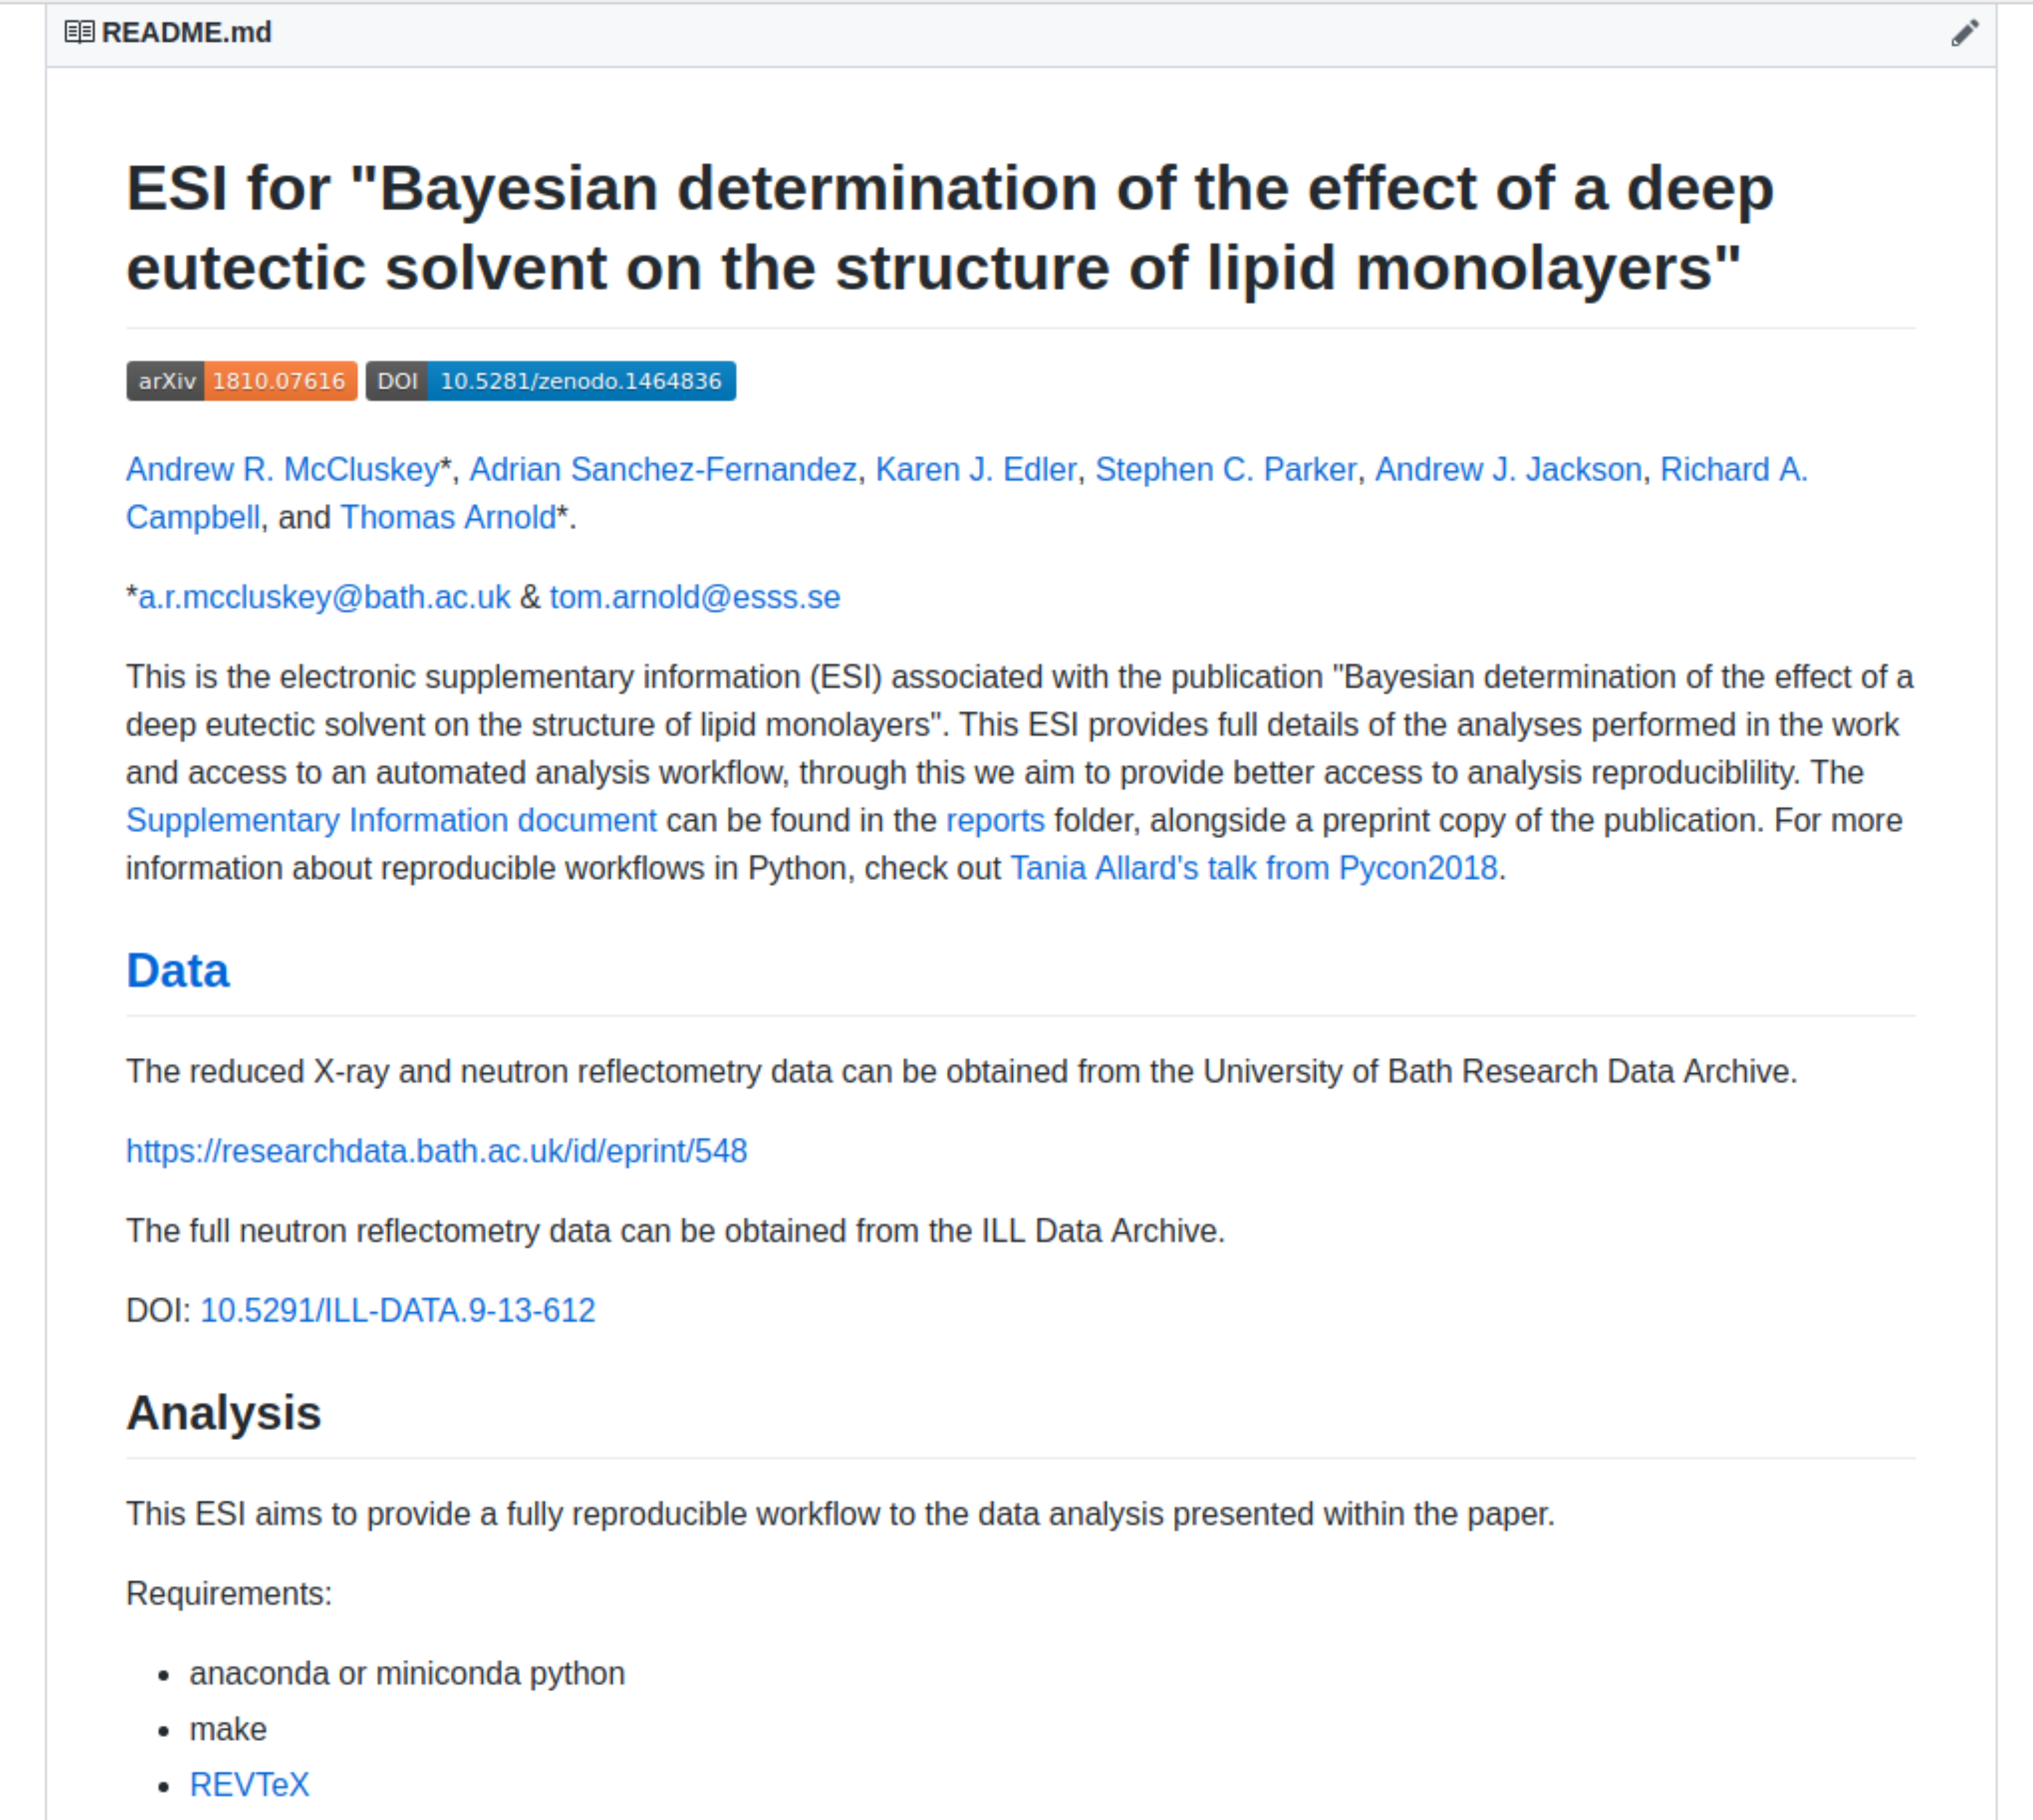 README.md
ESI for "Bayesian determination of the effect of a deep
eutectic solvent on the structure of lipid monolayers"
arXiv 1810.07616 DOI 10.5281/zenodo.1464836
Andrew R. McCluskey*, Adrian Sanchez-Fernandez, Karen J. Edler, Stephen C. Parker, Andrew J. Jackson, Richard A.
Campbell, and Thomas Arnold*.
*a.r.mccluskey@bath.ac.uk & tom.arnold@esss.se
This is the electronic supplementary information (ESI) associated with the publication "Bayesian determination of the effect of a
deep eutectic solvent on the structure of lipid monolayers". This ESI provides full details of the analyses performed in the work
and access to an automated analysis workflow, through this we aim to provide better access to analysis reproduciblility. The
Supplementary Information document can be found in the reports folder, alongside a preprint copy of the publication. For more
information about reproducible workflows in Python, check out Tania Allard's talk from Pycon2018.
Data
The reduced X-ray and neutron reflectometry data can be obtained from the University of Bath Research Data Archive.
https://researchdata.bath.ac.uk/id/eprint/548
The full neutron reflectometry data can be obtained from the ILL Data Archive.
DOI: 10.5291/ILL-DATA.9-13-612
Analysis
This ESI aims to provide a fully reproducible workflow to the data analysis presented within the paper.
Requirements:
• anaconda or miniconda python
• make
• REVTeX